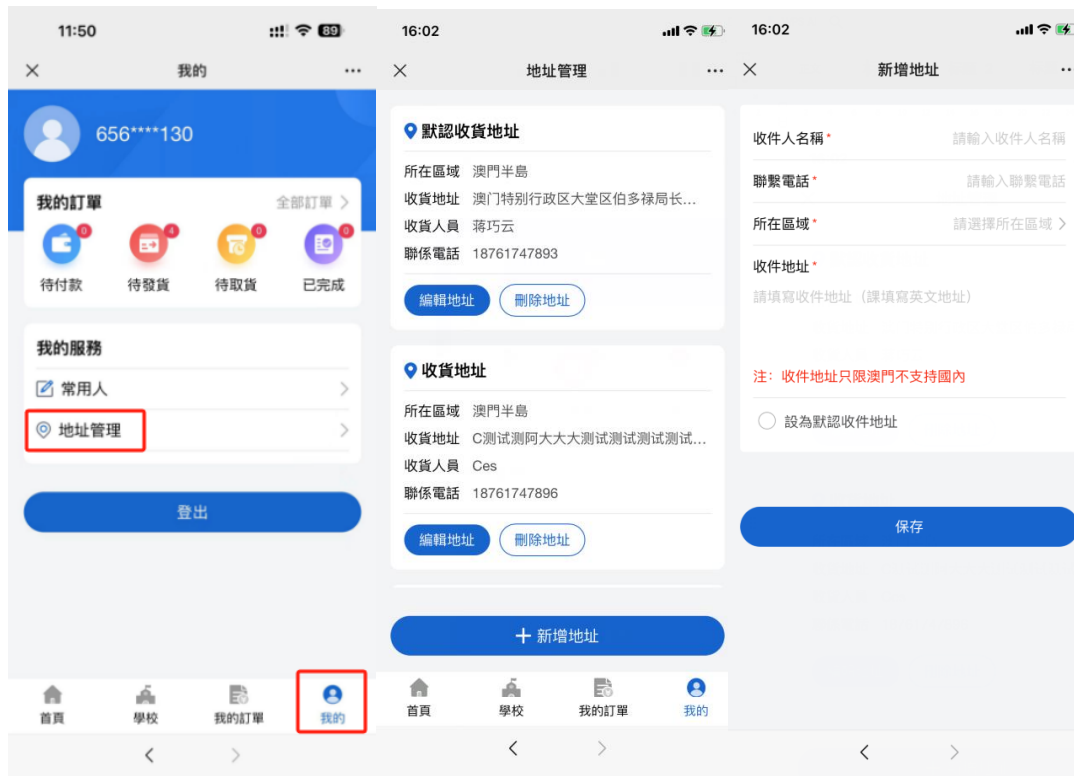 11:50
89
我的
656****130
我的訂單
全部訂單
0
4
0
0
待付款
待發貨
待取貨
已完成
我的服務
常用人
地址管理
登出
首頁
學校
我的訂單
我的
16:02
地址管理
默認收貨地址
所在區域 澳門半島
收貨地址 澳门特别行政区大堂区伯多禄局长...
收貨人員 蒋巧云
聯係電話 18761747893
編輯地址
刪除地址
收貨地址
所在區域 澳門半島
收貨地址 C测试测阿大大大测试测试测试测试...
收貨人員 Ces
聯係電話 18761747896
編輯地址
刪除地址
新增地址
首頁
學校
我的訂單
我的
16:02
新增地址
收件人名稱*
請輸入收件人名稱
聯繫電話*
請輸入聯繫電話
所在區域*
請選擇所在區域
收件地址*
請填寫收件地址（課填寫英文地址）
注：收件地址只限澳門不支持國內
設為默認收件地址
保存